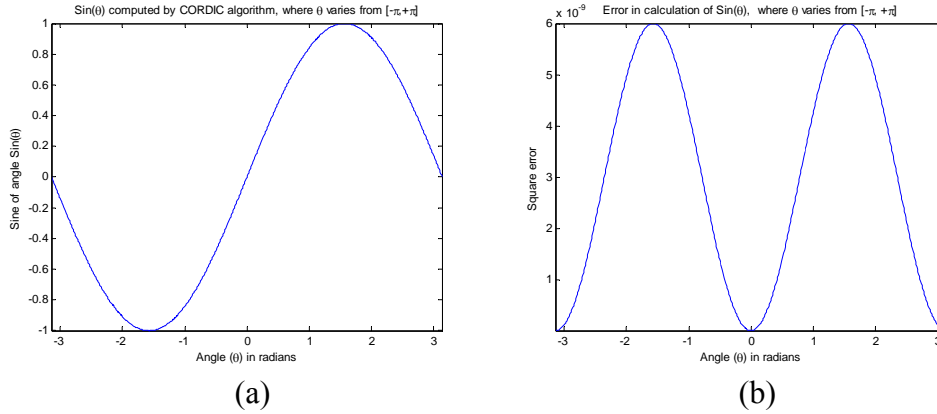 Sin(θ) computed by CORDIC algorithm, where θ varies from [-π,+π]
1
0.8
0.6
0.4
0.2
0
-0.2
-0.4
-0.6
-0.8
-1
Sine of angle Sin(θ)
-3 -2 -1 0 1 2 3
Angle (θ) in radians
(a)
Error in calculation of Sin(θ), where θ varies from [-π, +π]
x 10⁻⁹
6
5
4
3
2
1
Square error
-3 -2 -1 0 1 2 3
Angle (θ) in radians
(b)